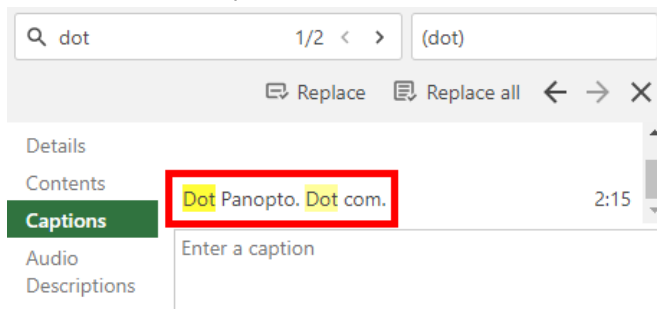 dot 1/2 < > (dot)
Replace Replace all
Details
Contents
Dot Panopto. Dot com. 2:15
Captions
Enter a caption
Audio
Descriptions